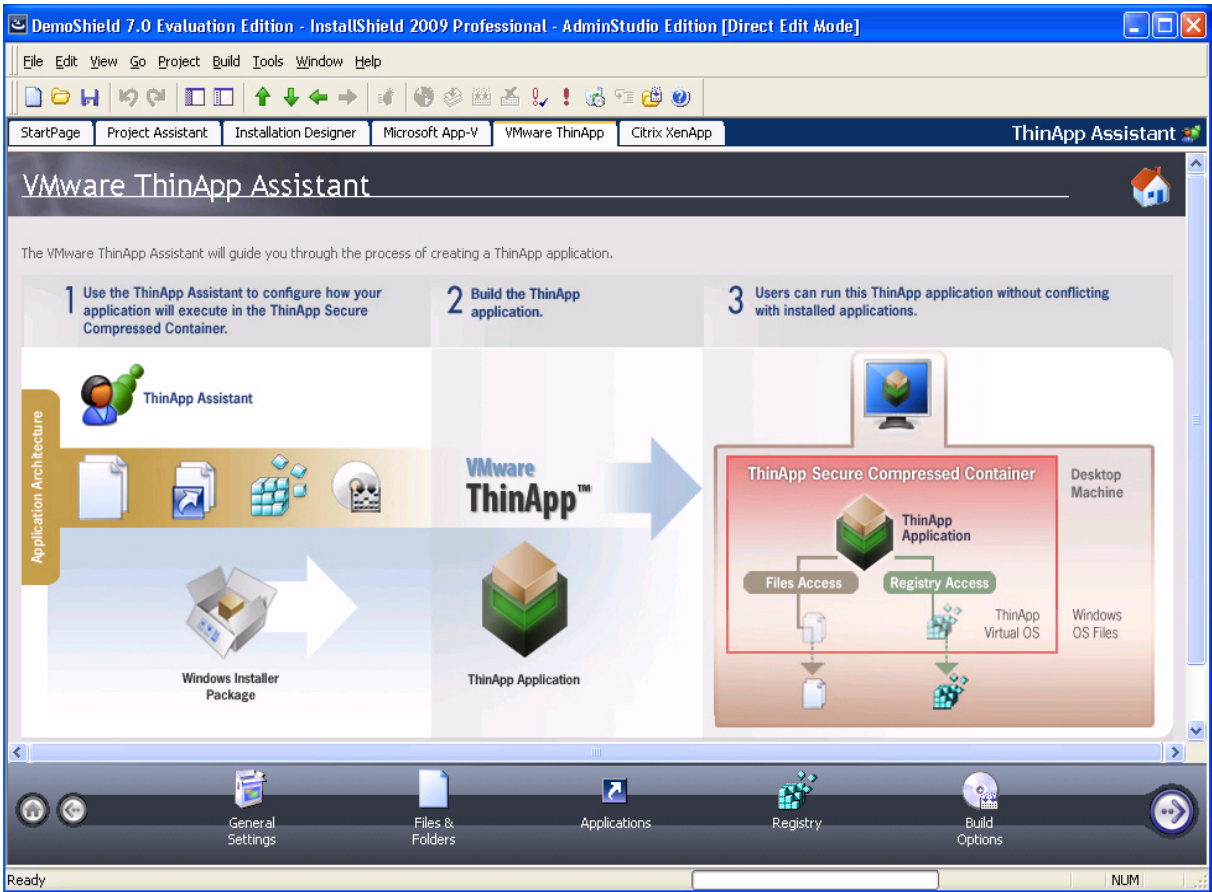 DemoShield 7.0 Evaluation Edition - InstallShield 2009 Professional - AdminStudio Edition [Direct Edit Mode]
File Edit View Go Project Build Tools Window Help
StartPage Project Assistant Installation Designer Microsoft App-V VMware ThinApp Citrix XenApp ThinApp Assistant
VMware ThinApp Assistant
The VMware ThinApp Assistant will guide you through the process of creating a ThinApp application.
1 Use the ThinApp Assistant to configure how your
application will execute in the ThinApp Secure
Compressed Container.
2 Build the ThinApp
application.
3 Users can run this ThinApp application without conflicting
with installed applications.
ThinApp Assistant
Application Architecture
VMware
ThinApp™
Windows Installer
Package
ThinApp Application
ThinApp Secure Compressed Container
Desktop
Machine
ThinApp
Application
Files Access
Registry Access
ThinApp
Virtual OS
Windows
OS Files
General
Settings
Files &
Folders
Applications
Registry
Build
Options
Ready
NUM